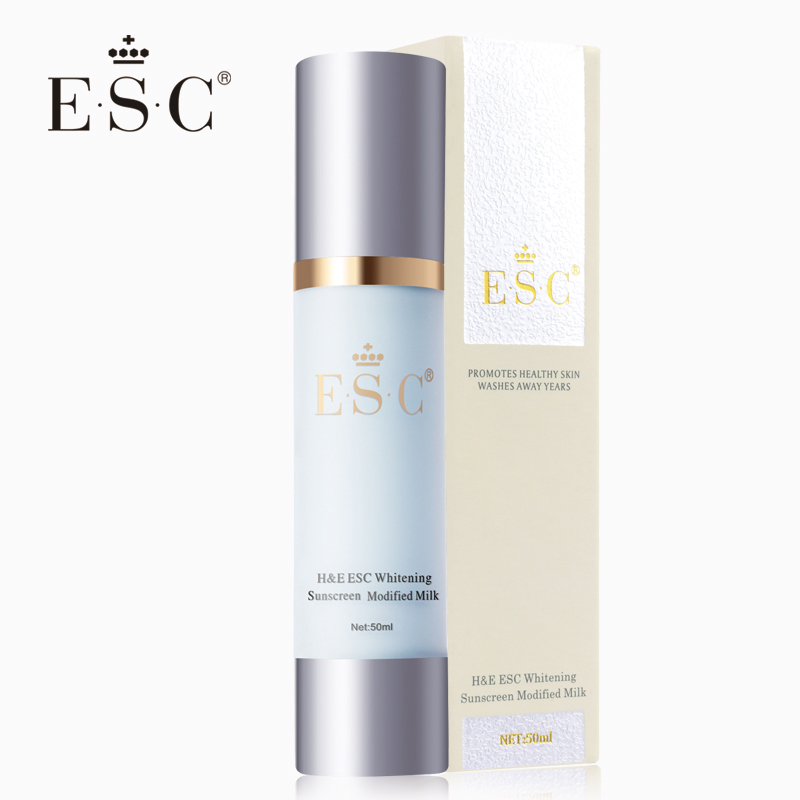 E·S·C®
E·S·C®
H&E ESC Whitening
Sunscreen Modified Milk
Net:50ml
E·S·C®
PROMOTES HEALTHY SKIN
WASHES AWAY YEARS
H&E ESC Whitening
Sunscreen Modified Milk
NET:50ml